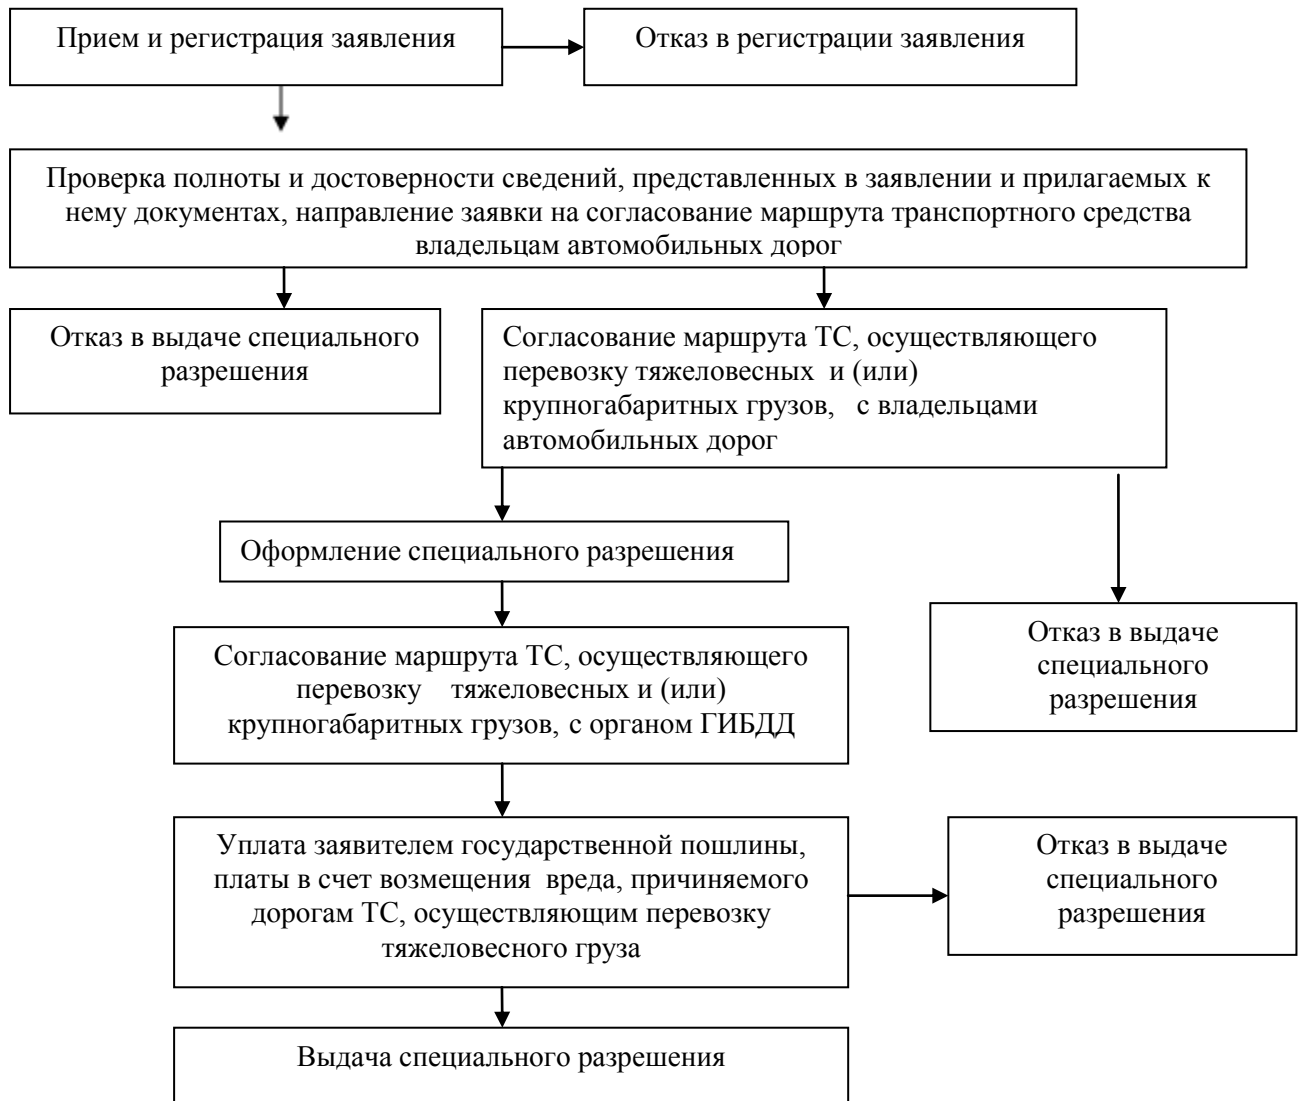 Прием и регистрация заявления
Отказ в регистрации заявления
Проверка полноты и достоверности сведений, представленных в заявлении и прилагаемых к
нему документах, направление заявки на согласование маршрута транспортного средства
владельцам автомобильных дорог
Отказ в выдаче специального
разрешения
Согласование маршрута ТС, осуществляющего
перевозку тяжеловесных и (или)
крупногабаритных грузов, с владельцами
автомобильных дорог
Оформление специального разрешения
Согласование маршрута ТС, осуществляющего
перевозку тяжеловесных и (или)
крупногабаритных грузов, с органом ГИБДД
Отказ в выдаче
специального
разрешения
Уплата заявителем государственной пошлины,
платы в счет возмещения вреда, причиняемого
дорогам ТС, осуществляющим перевозку
тяжеловесного груза
Отказ в выдаче
специального
разрешения
Выдача специального разрешения